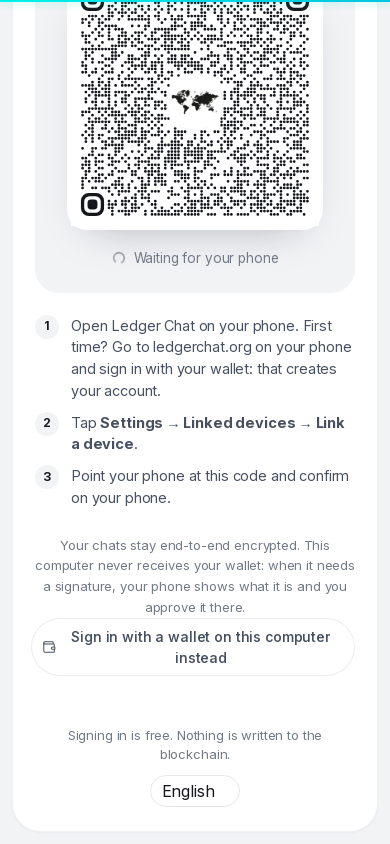 Waiting for your phone
1 Open Ledger Chat on your phone. First
time? Go to ledgerchat.org on your phone
and sign in with your wallet: that creates
your account.
2 Tap Settings → Linked devices → Link
a device.
3 Point your phone at this code and confirm
on your phone.
Your chats stay end-to-end encrypted. This
computer never receives your wallet: when it needs
a signature, your phone shows what it is and you
approve it there.
Sign in with a wallet on this computer
instead
Signing in is free. Nothing is written to the
blockchain.
English